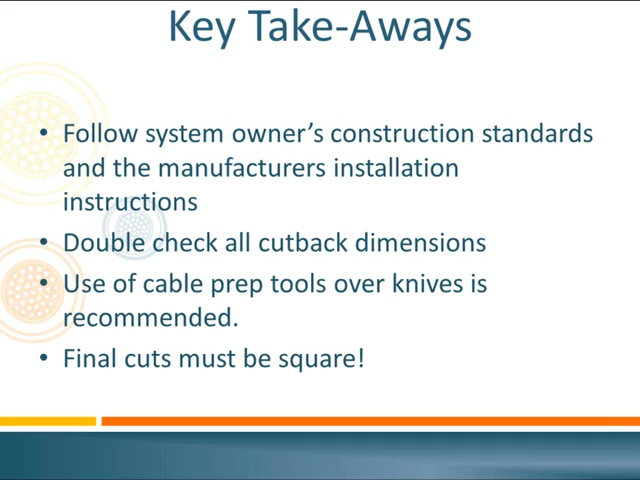 Key Take-Aways
• Follow system owner’s construction standards
and the manufacturers installation
instructions
• Double check all cutback dimensions
• Use of cable prep tools over knives is
recommended.
• Final cuts must be square!